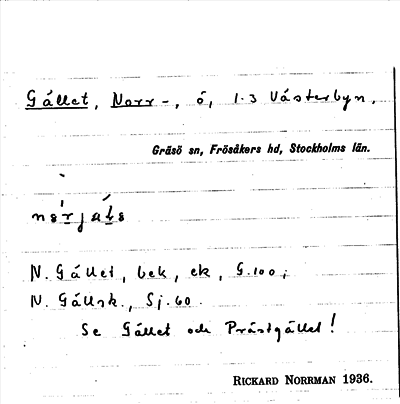 Gället, Norr-, ö, 1.3 Västerbyn.
Gräsö sn, Frösåkers hd, Stockholms län.
N. Gället, bek, ek, G.100;
N. Gällsk., Sj.60.
Se Gället och Prästgället!
RICKARD NORRMAN 1936.